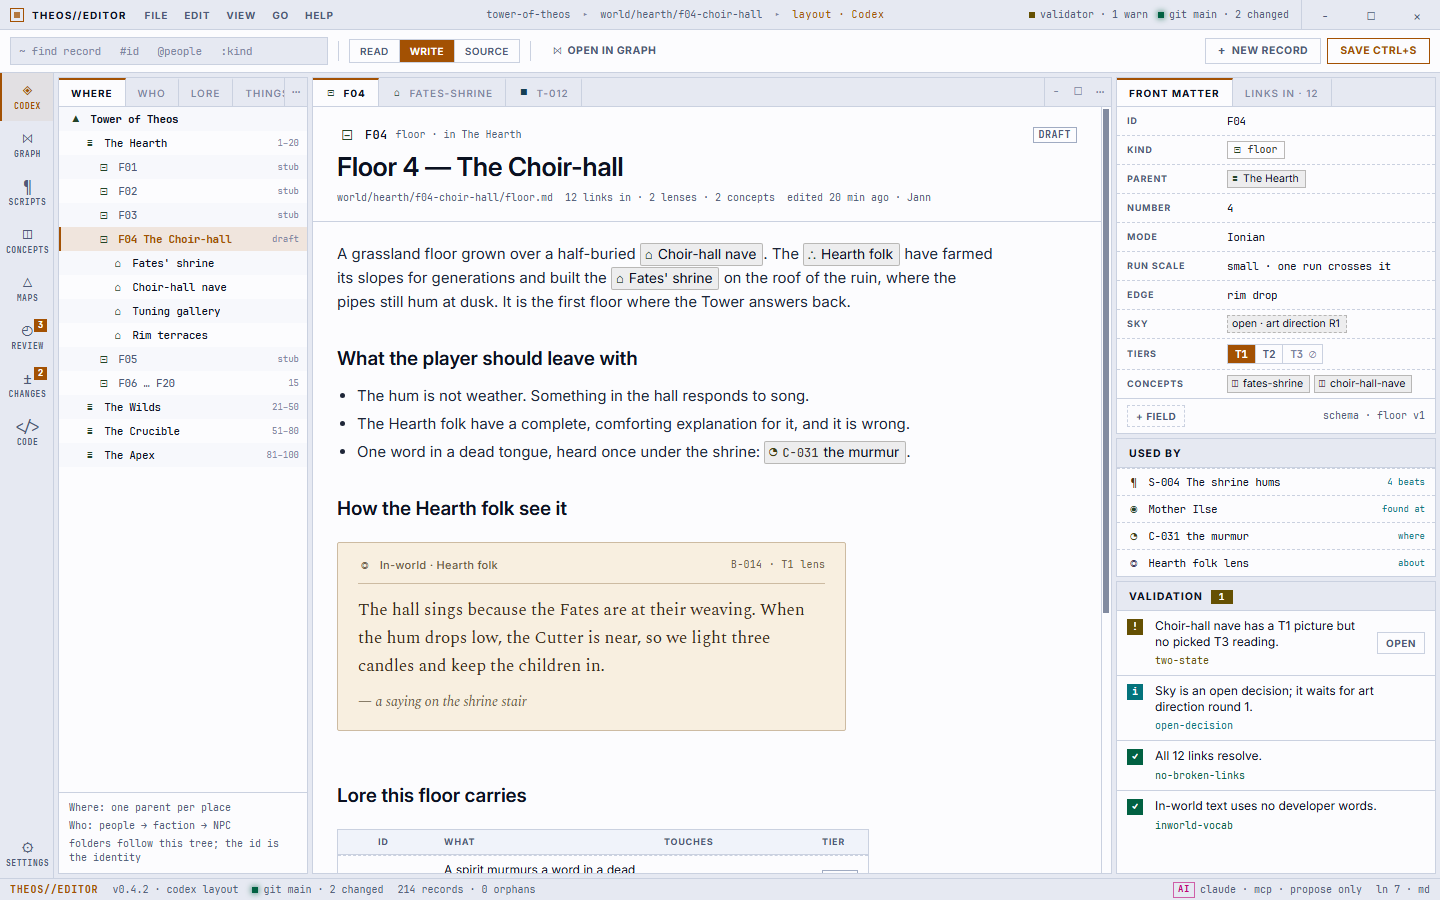 THEOS//EDITOR FILE EDIT VIEW GO HELP
tower-of-theos ▸ world/hearth/f04-choir-hall ▸ layout · Codex
validator · 1 warn git main · 2 changed
~ find record #id @people :kind
READ WRITE SOURCE
OPEN IN GRAPH
+ NEW RECORD
SAVE CTRL+S
CODEX
GRAPH
SCRIPTS
CONCEPTS
MAPS
REVIEW 3
CHANGES 2
CODE
SETTINGS
WHERE WHO LORE THINGS ...
Tower of Theos
The Hearth 1–20
F01 stub
F02 stub
F03 stub
F04 The Choir-hall draft
Fates' shrine
Choir-hall nave
Tuning gallery
Rim terraces
F05 stub
F06 … F20 15
The Wilds 21–50
The Crucible 51–80
The Apex 81–100
Where: one parent per place
Who: people → faction → NPC
folders follow this tree; the id is
the identity
F04 FATES-SHRINE T-012
F04 floor · in The Hearth DRAFT
Floor 4 — The Choir-hall
world/hearth/f04-choir-hall/floor.md 12 links in · 2 lenses · 2 concepts edited 20 min ago · Jann
A grassland floor grown over a half-buried Choir-hall nave. The Hearth folk have farmed
its slopes for generations and built the Fates' shrine on the roof of the ruin, where the
pipes still hum at dusk. It is the first floor where the Tower answers back.
What the player should leave with
• The hum is not weather. Something in the hall responds to song.
• The Hearth folk have a complete, comforting explanation for it, and it is wrong.
• One word in a dead tongue, heard once under the shrine: C-031 the murmur.
How the Hearth folk see it
In-world · Hearth folk B-014 · T1 lens
The hall sings because the Fates are at their weaving. When
the hum drops low, the Cutter is near, so we light three
candles and keep the children in.
— a saying on the shrine stair
Lore this floor carries
ID WHAT TOUCHES TIER
A spirit murmurs a word in a dead
FRONT MATTER LINKS IN · 12
ID F04
KIND floor
PARENT The Hearth
NUMBER 4
MODE Ionian
RUN SCALE small · one run crosses it
EDGE rim drop
SKY open · art direction R1
TIERS T1 T2 T3
CONCEPTS fates-shrine choir-hall-nave
+ FIELD schema · floor v1
USED BY
S-004 The shrine hums 4 beats
Mother Ilse found at
C-031 the murmur where
Hearth folk lens about
VALIDATION 1
! Choir-hall nave has a T1 picture but
no picked T3 reading.
two-state
OPEN
i Sky is an open decision; it waits for art
direction round 1.
open-decision
All 12 links resolve.
no-broken-links
In-world text uses no developer words.
inworld-vocab
THEOS//EDITOR v0.4.2 · codex layout git main · 2 changed 214 records · 0 orphans
AI claude · mcp · propose only ln 7 · md